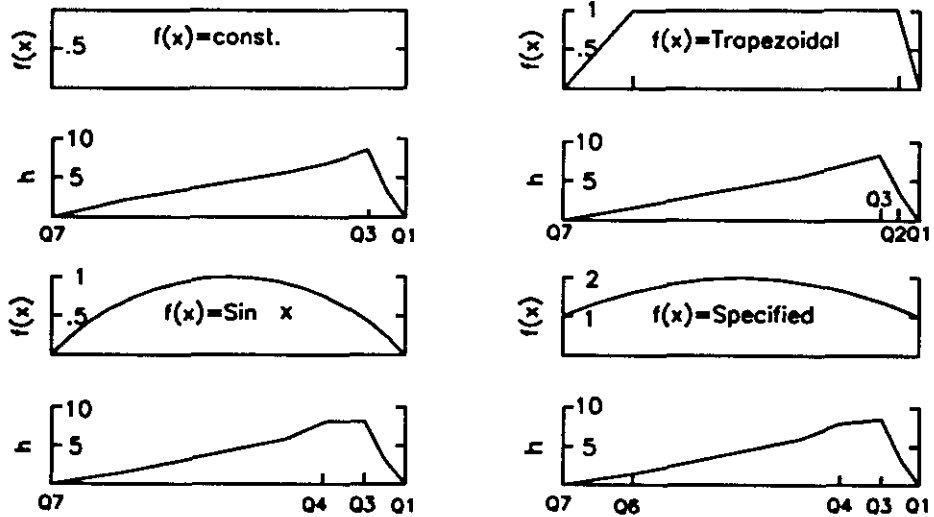 f(x)
.5
f(x)=const.
f(x)
1
.5
f(x)=Trapezoidal
h
10
5
Q7
Q3
Q1
h
10
5
Q3
Q7
Q2Q1
f(x)
1
.5
f(x)=Sin x
f(x)
2
1
f(x)=Specified
h
10
5
Q7
Q4
Q3
Q1
h
10
5
Q7
Q6
Q4
Q3
Q1